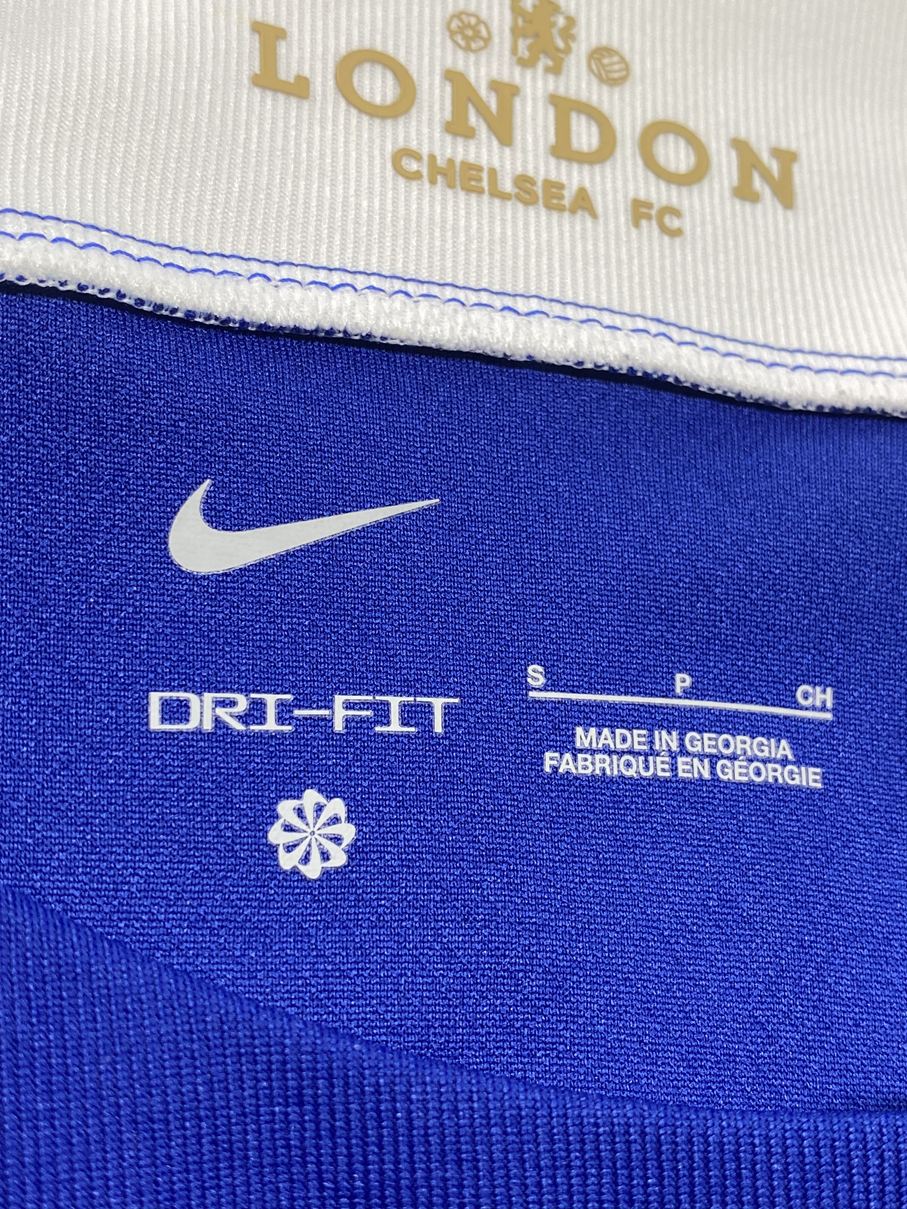 LONDON
CHELSEA FC
DRI-FIT
S P CH
MADE IN GEORGIA
FABRIQUÉ EN GÉORGIE